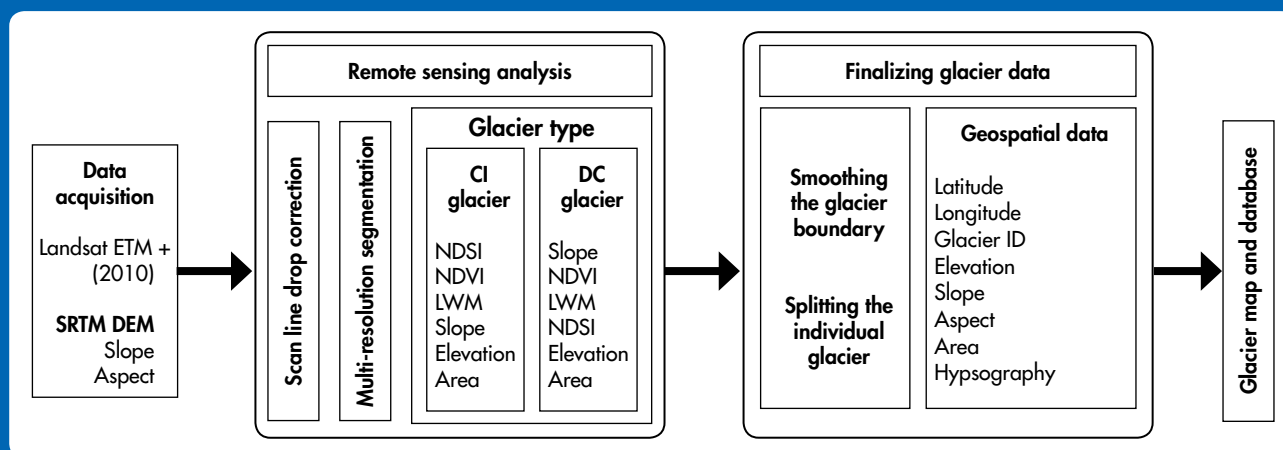 Data
acquisition
Landsat ETM +
(2010)
SRTM DEM
Slope
Aspect
Remote sensing analysis
Scan line drop correction
Multi-resolution segmentation
Glacier type
CI
glacier
NDSI
NDVI
LWM
Slope
Elevation
Area
DC
glacier
Slope
NDVI
LWM
NDSI
Elevation
Area
Finalizing glacier data
Smoothing
the glacier
boundary
Splitting the
individual
glacier
Geospatial data
Latitude
Longitude
Glacier ID
Elevation
Slope
Aspect
Area
Hypsography
Glacier map and database